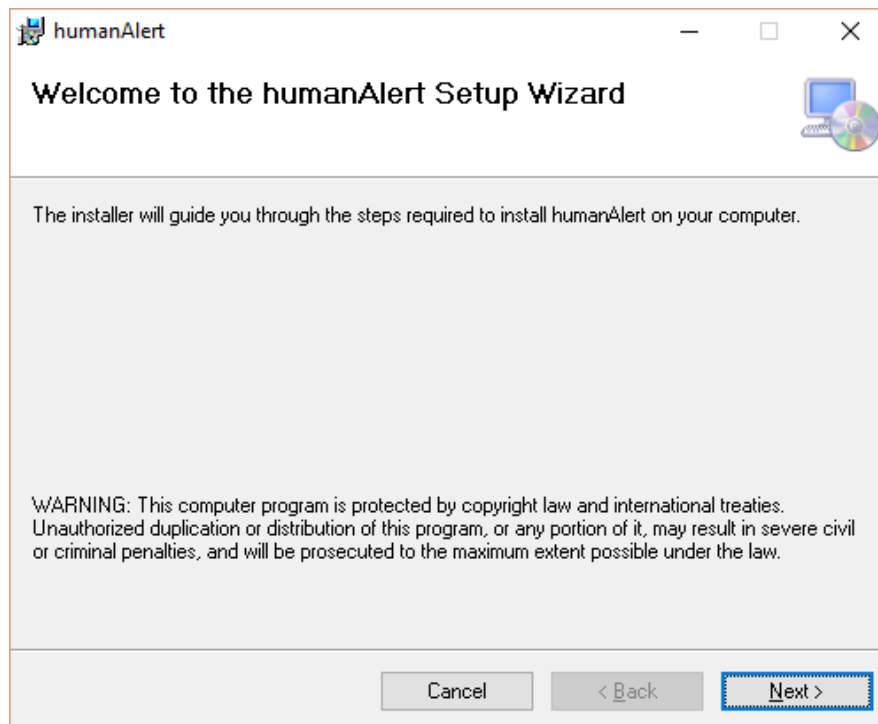 humanAlert
Welcome to the humanAlert Setup Wizard
The installer will guide you through the steps required to install humanAlert on your computer.
WARNING: This computer program is protected by copyright law and international treaties.
Unauthorized duplication or distribution of this program, or any portion of it, may result in severe civil
or criminal penalties, and will be prosecuted to the maximum extent possible under the law.
Cancel < Back Next >